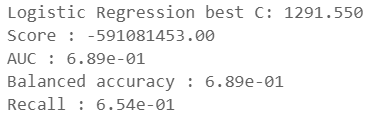 Logistic Regression best C: 1291.550
Score : -591081453.00
AUC : 6.89e-01
Balanced accuracy : 6.89e-01
Recall : 6.54e-01